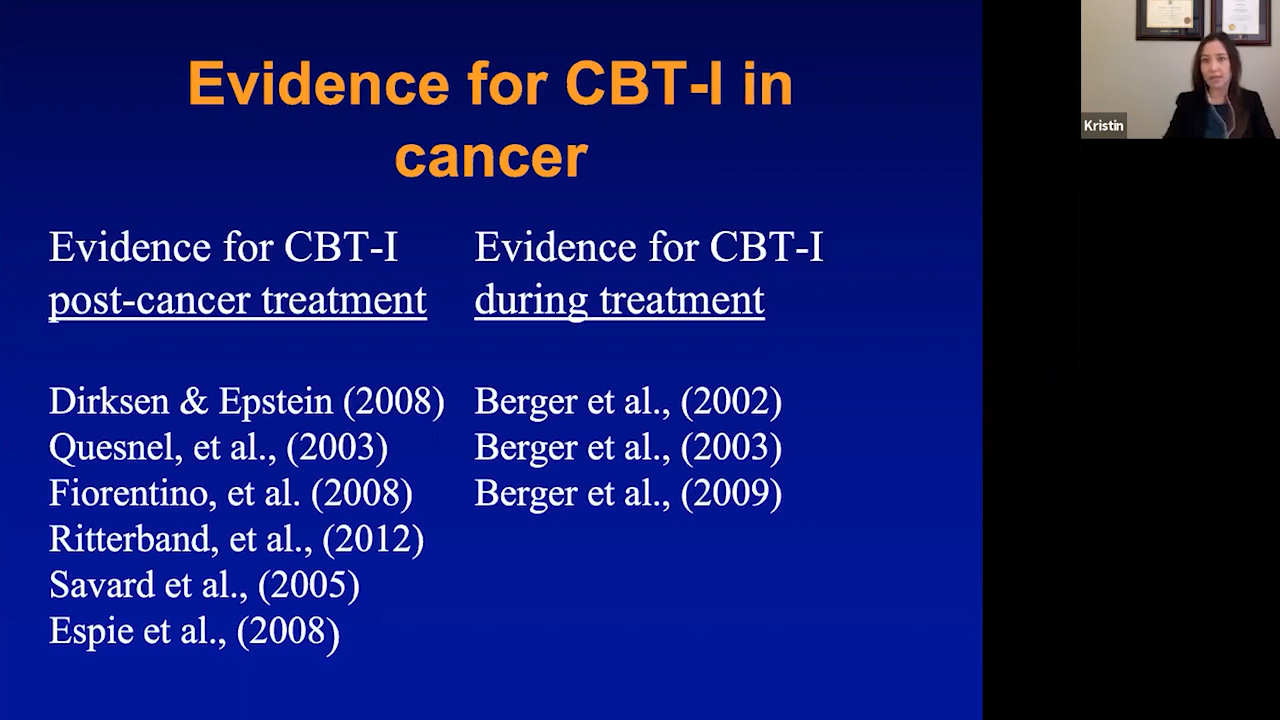 Evidence for CBT-I in
cancer
Evidence for CBT-I
post-cancer treatment
Dirksen & Epstein (2008)
Quesnel, et al., (2003)
Fiorentino, et al. (2008)
Ritterband, et al., (2012)
Savard et al., (2005)
Espie et al., (2008)
Evidence for CBT-I
during treatment
Berger et al., (2002)
Berger et al., (2003)
Berger et al., (2009)
Kristin